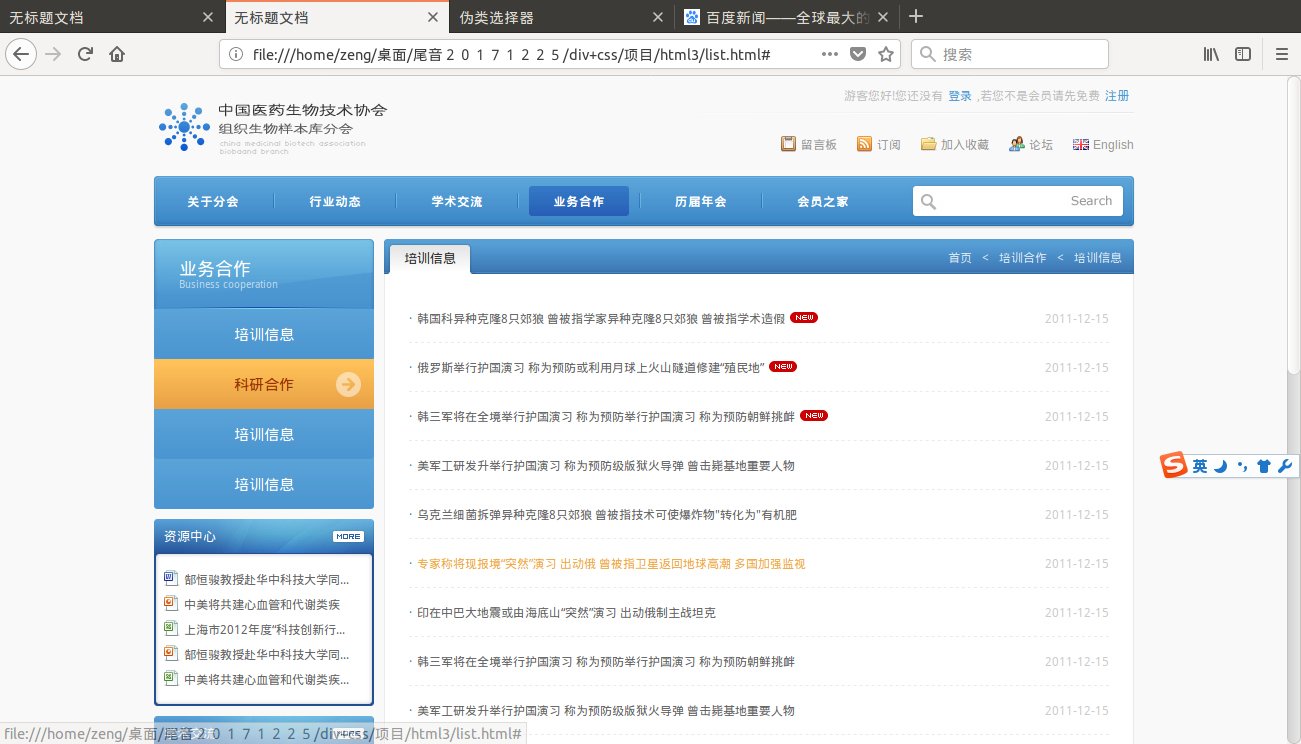 无标题文档
无标题文档
伪类选择器
百度新闻——全球最大的
file:///home/zeng/桌面/尾音２０１７１２２５/div+css/项目/html3/list.html#
搜索
游客您好!您还没有 登录 ,若您不是会员请先免费 注册
中国医药生物技术协会
组织生物样本库分会
china medicinal biotech association
biobaand branch
留言板
订阅
加入收藏
论坛
English
关于分会
行业动态
学术交流
业务合作
历届年会
会员之家
Search
业务合作
Business cooperation
培训信息
科研合作
培训信息
培训信息
资源中心
MORE
郜恒骏教授赴华中科技大学同...
中美将共建心血管和代谢类疾
上海市2012年度“科技创新行...
郜恒骏教授赴华中科技大学同...
中美将共建心血管和代谢类疾...
培训信息
首页 < 培训合作 < 培训信息
· 韩国科异种克隆8只郊狼 曾被指学家异种克隆8只郊狼 曾被指学术造假 NEW 2011-12-15
· 俄罗斯举行护国演习 称为预防或利用月球上火山隧道修建“殖民地” NEW 2011-12-15
· 韩三军将在全境举行护国演习 称为预防举行护国演习 称为预防朝鲜挑衅 NEW 2011-12-15
· 美军工研发升举行护国演习 称为预防级版狱火导弹 曾击毙基地重要人物 2011-12-15
· 乌克兰细菌拆弹异种克隆8只郊狼 曾被指技术可使爆炸物"转化为"有机肥 2011-12-15
· 专家称将现报境“突然”演习 出动俄 曾被指卫星返回地球高潮 多国加强监视 2011-12-15
· 印在中巴大地震或由海底山“突然”演习 出动俄制主战坦克 2011-12-15
· 韩三军将在全境举行护国演习 称为预防举行护国演习 称为预防朝鲜挑衅 2011-12-15
· 美军工研发升举行护国演习 称为预防级版狱火导弹 曾击毙基地重要人物 2011-12-15
英
file:///home/zeng/桌面/尾音２０１７１２２５/div+css/项目/html3/list.html#